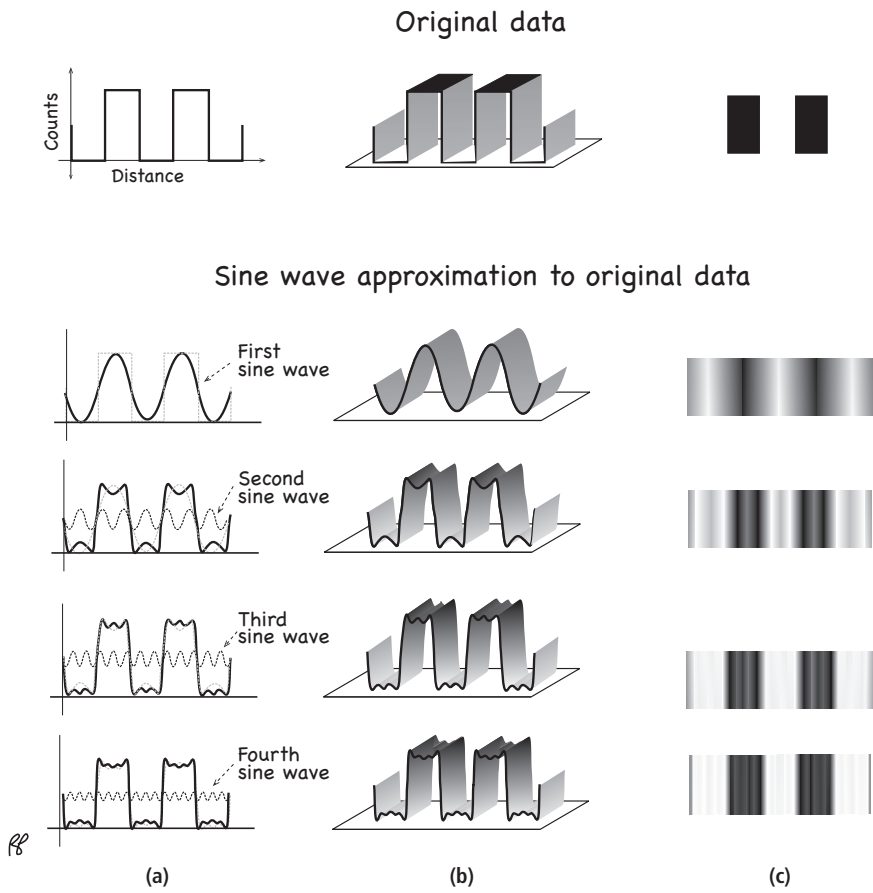 Original data
Counts
Distance
Sine wave approximation to original data
First
sine wave
Second
sine wave
Third
sine wave
Fourth
sine wave
(a)
(b)
(c)